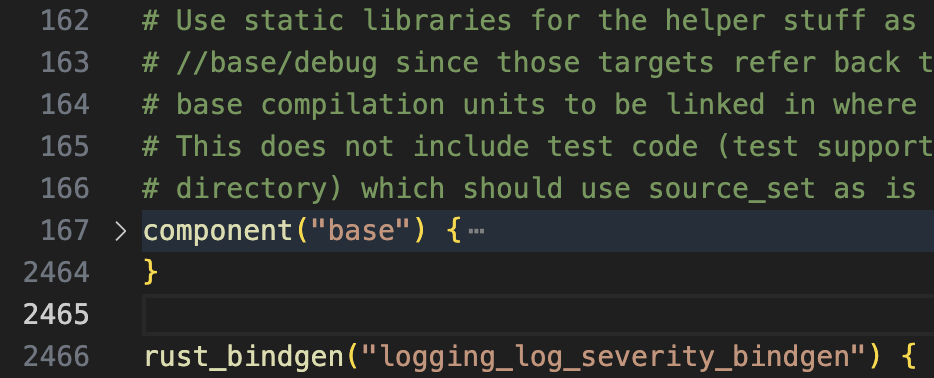 162 # Use static libraries for the helper stuff as
163 # //base/debug since those targets refer back
164 # base compilation units to be linked in where
165 # This does not include test code (test support
166 # directory) which should use source_set as is
167 > component("base") { ⋯
2464 }
2465
2466 rust_bindgen("logging_log_severity_bindgen") {